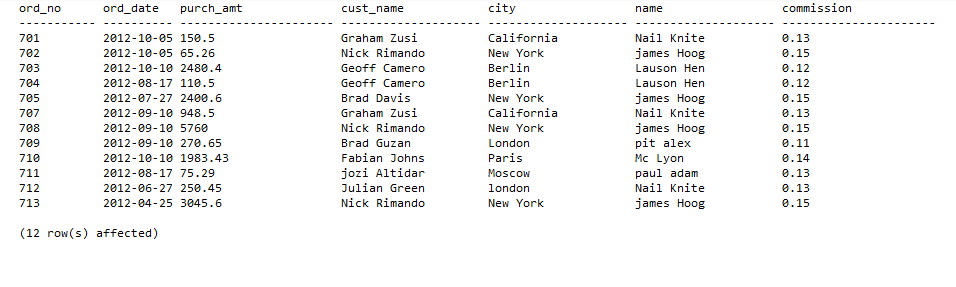 ord_no      ord_date   purch_amt              cust_name            city                 name                 commission
----------- ---------- ---------------------- -------------------- -------------------- -------------------- ----------------------
701         2012-10-05 150.5                  Graham Zusi          California           Nail Knite           0.13
702         2012-10-05 65.26                  Nick Rimando         New York             james Hoog           0.15
703         2012-10-10 2480.4                 Geoff Camero         Berlin               Lauson Hen           0.12
704         2012-08-17 110.5                  Geoff Camero         Berlin               Lauson Hen           0.12
705         2012-07-27 2400.6                 Brad Davis           New York             james Hoog           0.15
707         2012-09-10 948.5                  Graham Zusi          California           Nail Knite           0.13
708         2012-09-10 5760                   Nick Rimando         New York             james Hoog           0.15
709         2012-09-10 270.65                 Brad Guzan           London               pit alex             0.11
710         2012-10-10 1983.43                Fabian Johns         Paris                Mc Lyon              0.14
711         2012-08-17 75.29                  jozi Altidar         Moscow               paul adam            0.13
712         2012-06-27 250.45                 Julian Green         london               Nail Knite           0.13
713         2012-04-25 3045.6                 Nick Rimando         New York             james Hoog           0.15
(12 row(s) affected)